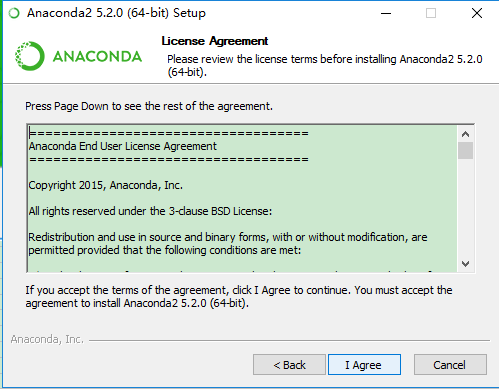 Anaconda2 5.2.0 (64-bit) Setup
License Agreement
ANACONDA
Please review the license terms before installing Anaconda2 5.2.0
(64-bit).
Press Page Down to see the rest of the agreement.
===================================
Anaconda End User License Agreement
===================================
Copyright 2015, Anaconda, Inc.
All rights reserved under the 3-clause BSD License:
Redistribution and use in source and binary forms, with or without modification, are
permitted provided that the following conditions are met:
If you accept the terms of the agreement, click I Agree to continue. You must accept the
agreement to install Anaconda2 5.2.0 (64-bit).
Anaconda, Inc.
< Back
I Agree
Cancel